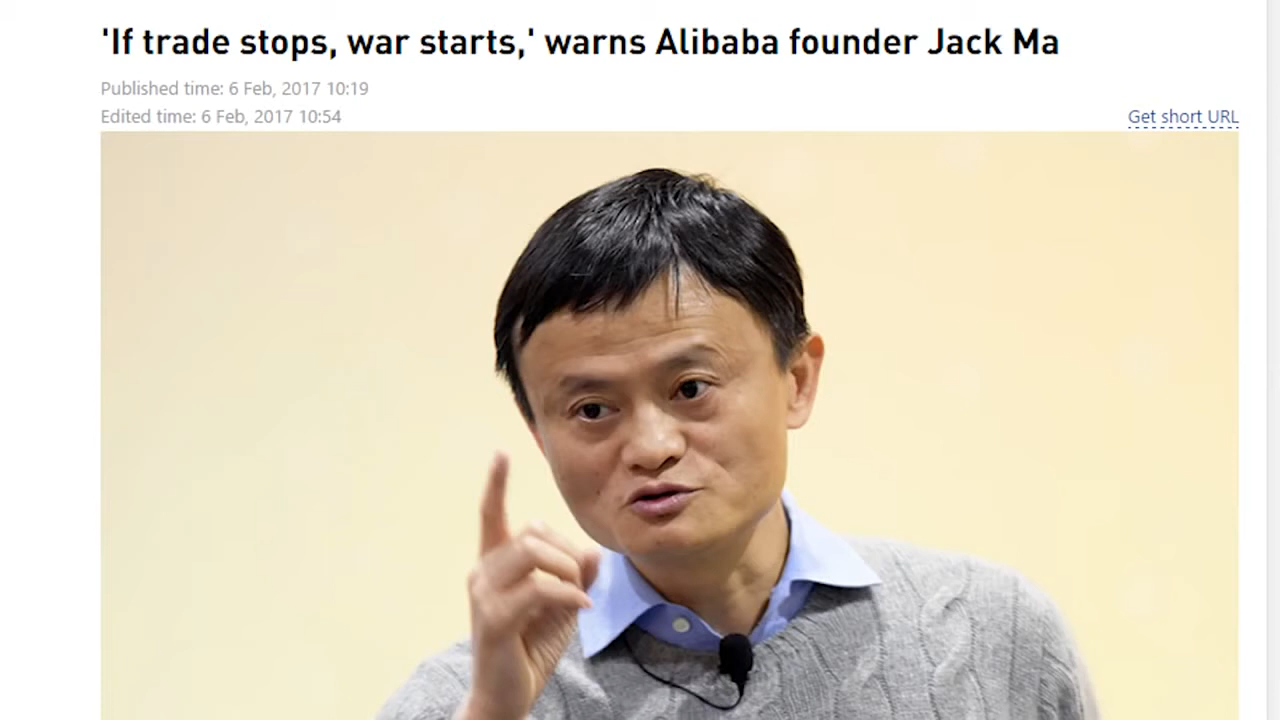 'If trade stops, war starts,' warns Alibaba founder Jack Ma
Published time: 6 Feb, 2017 10:19
Edited time: 6 Feb, 2017 10:54
Get short URL